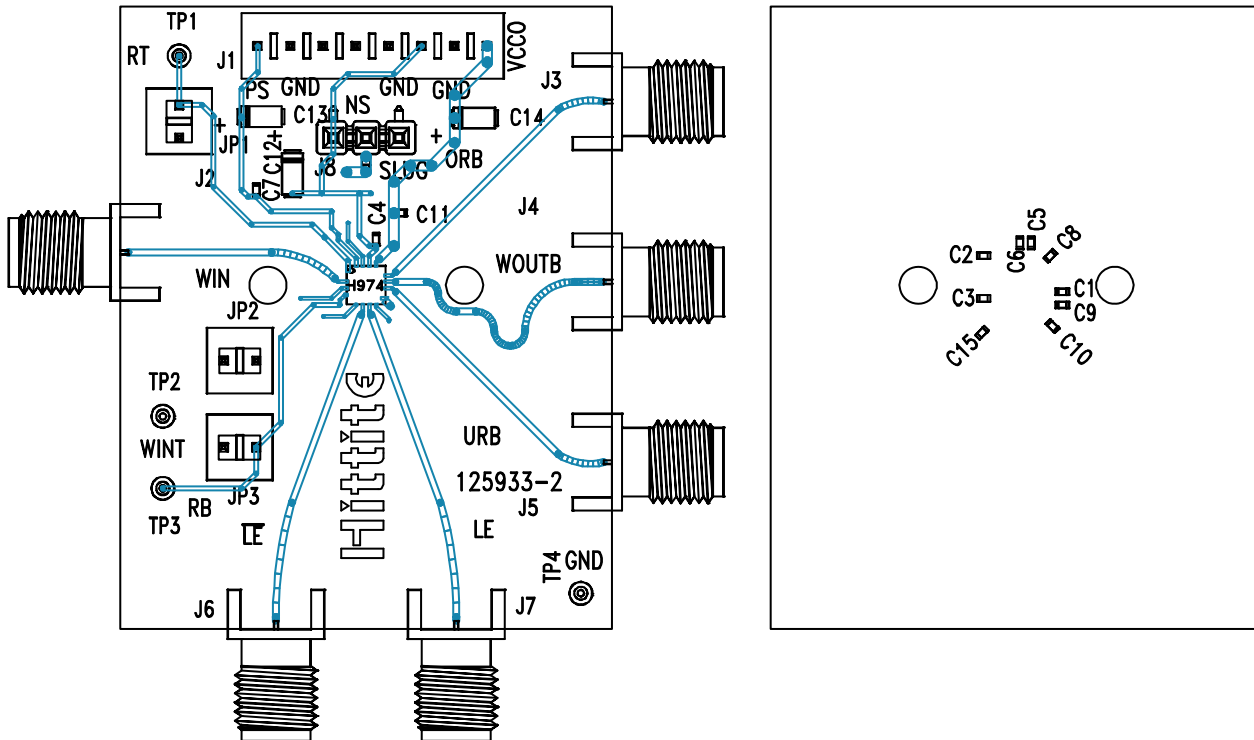 TP1
RT
J1
VCCO
J3
PS
GND
GND
GND
C13
NS
C14
+
JP1
C12+
+
J8
SLUG
ORB
J2
C7
C4
C11
J4
WIN
H974
WOUTB
JP2
TP2
WINT
Hittite
URB
125933-2
RB
JP3
TP3
J5
LE
LE
TP4
GND
J6
J7
C5
C6
C2
C8
C3
C1
C9
C15
C10